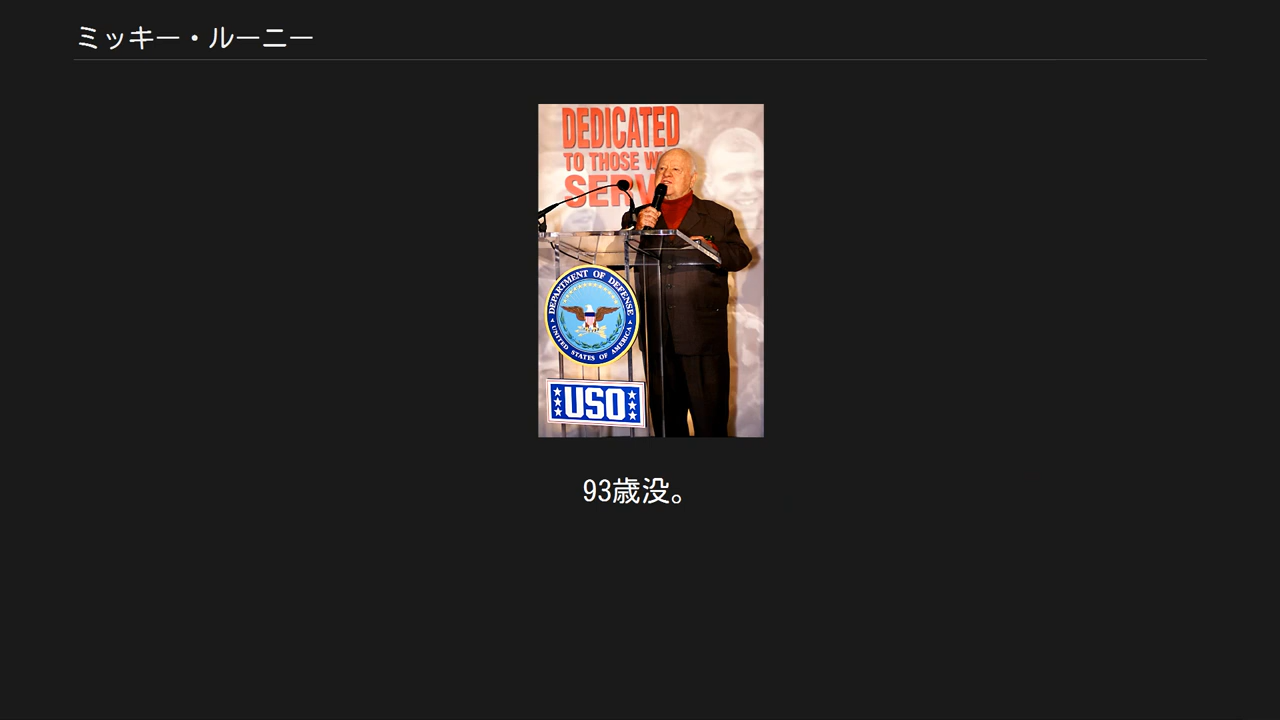 ミッキー・ルーニー
DEDICATED
TO THOSE W
SERV
DEPARTMENT OF DEFENSE
UNITED STATES OF AMERICA
USO
93歳没。